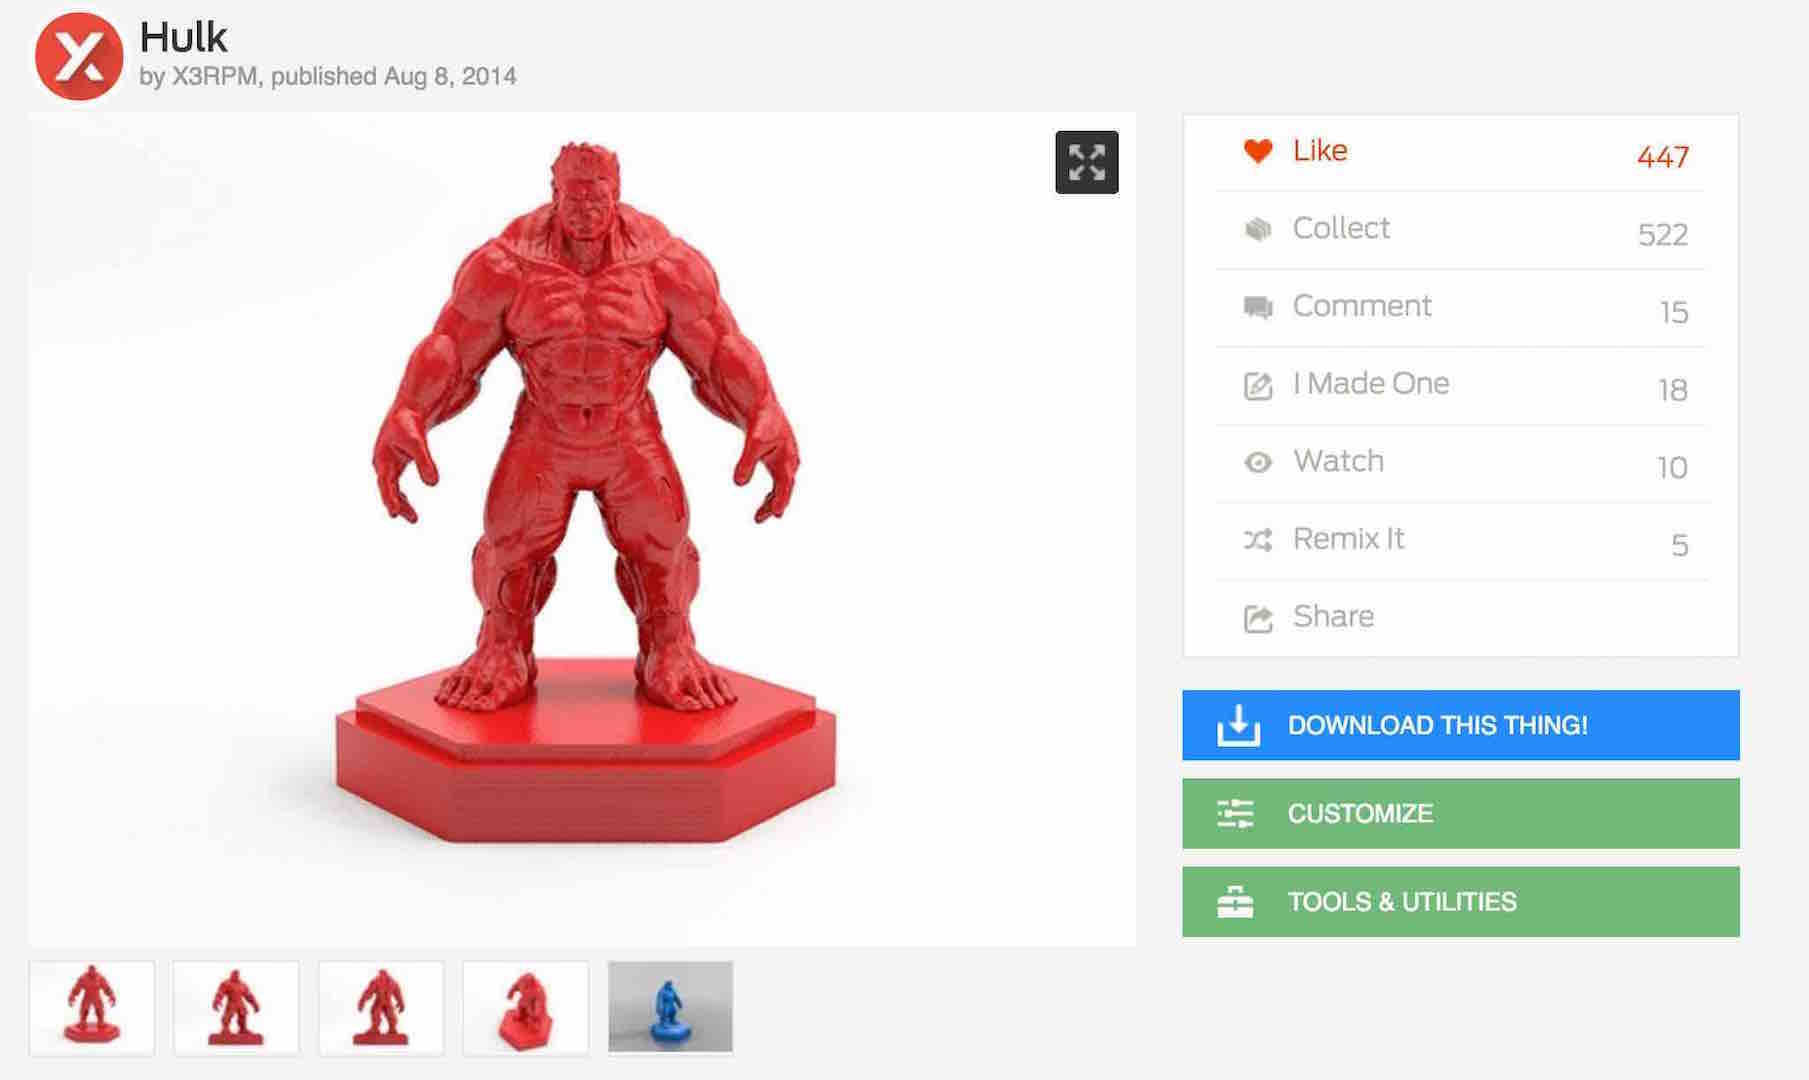 Hulk
by X3RPM, published Aug 8, 2014
Like 447
Collect 522
Comment 15
I Made One 18
Watch 10
Remix It 5
Share
DOWNLOAD THIS THING!
CUSTOMIZE
TOOLS & UTILITIES